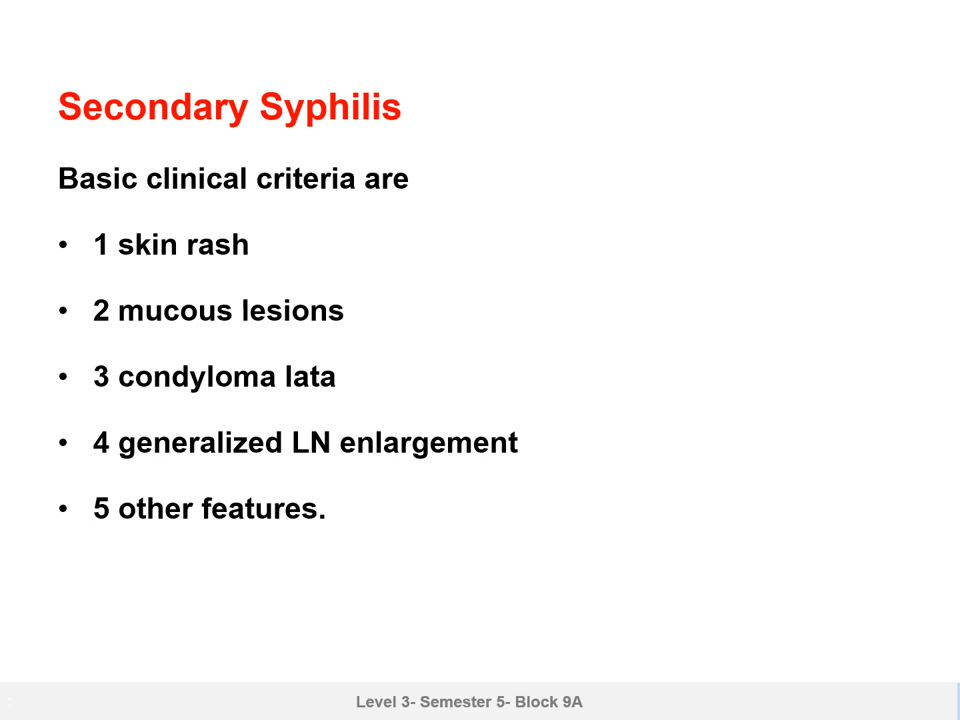 Secondary Syphilis
Basic clinical criteria are
• 1 skin rash
• 2 mucous lesions
• 3 condyloma lata
• 4 generalized LN enlargement
• 5 other features.
Level 3- Semester 5- Block 9A